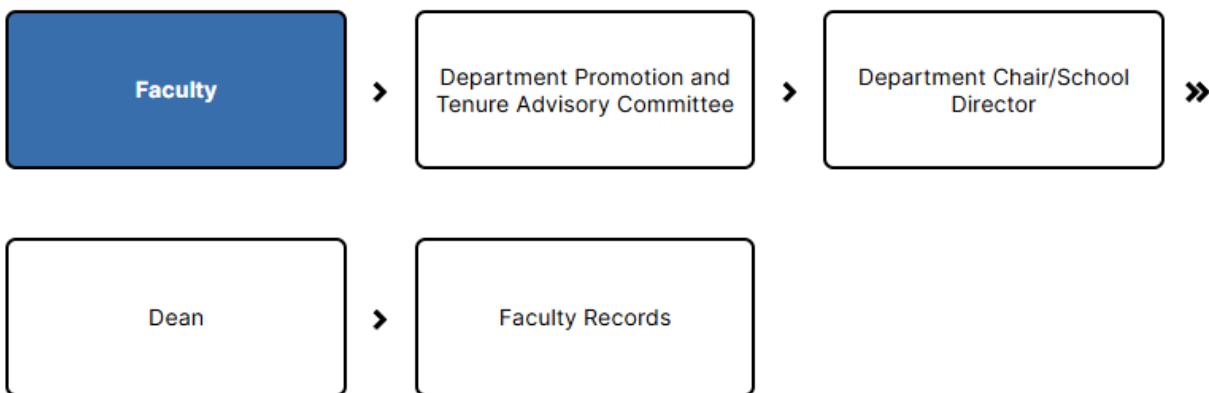 Faculty
Department Promotion and
Tenure Advisory Committee
Department Chair/School
Director
Dean
Faculty Records